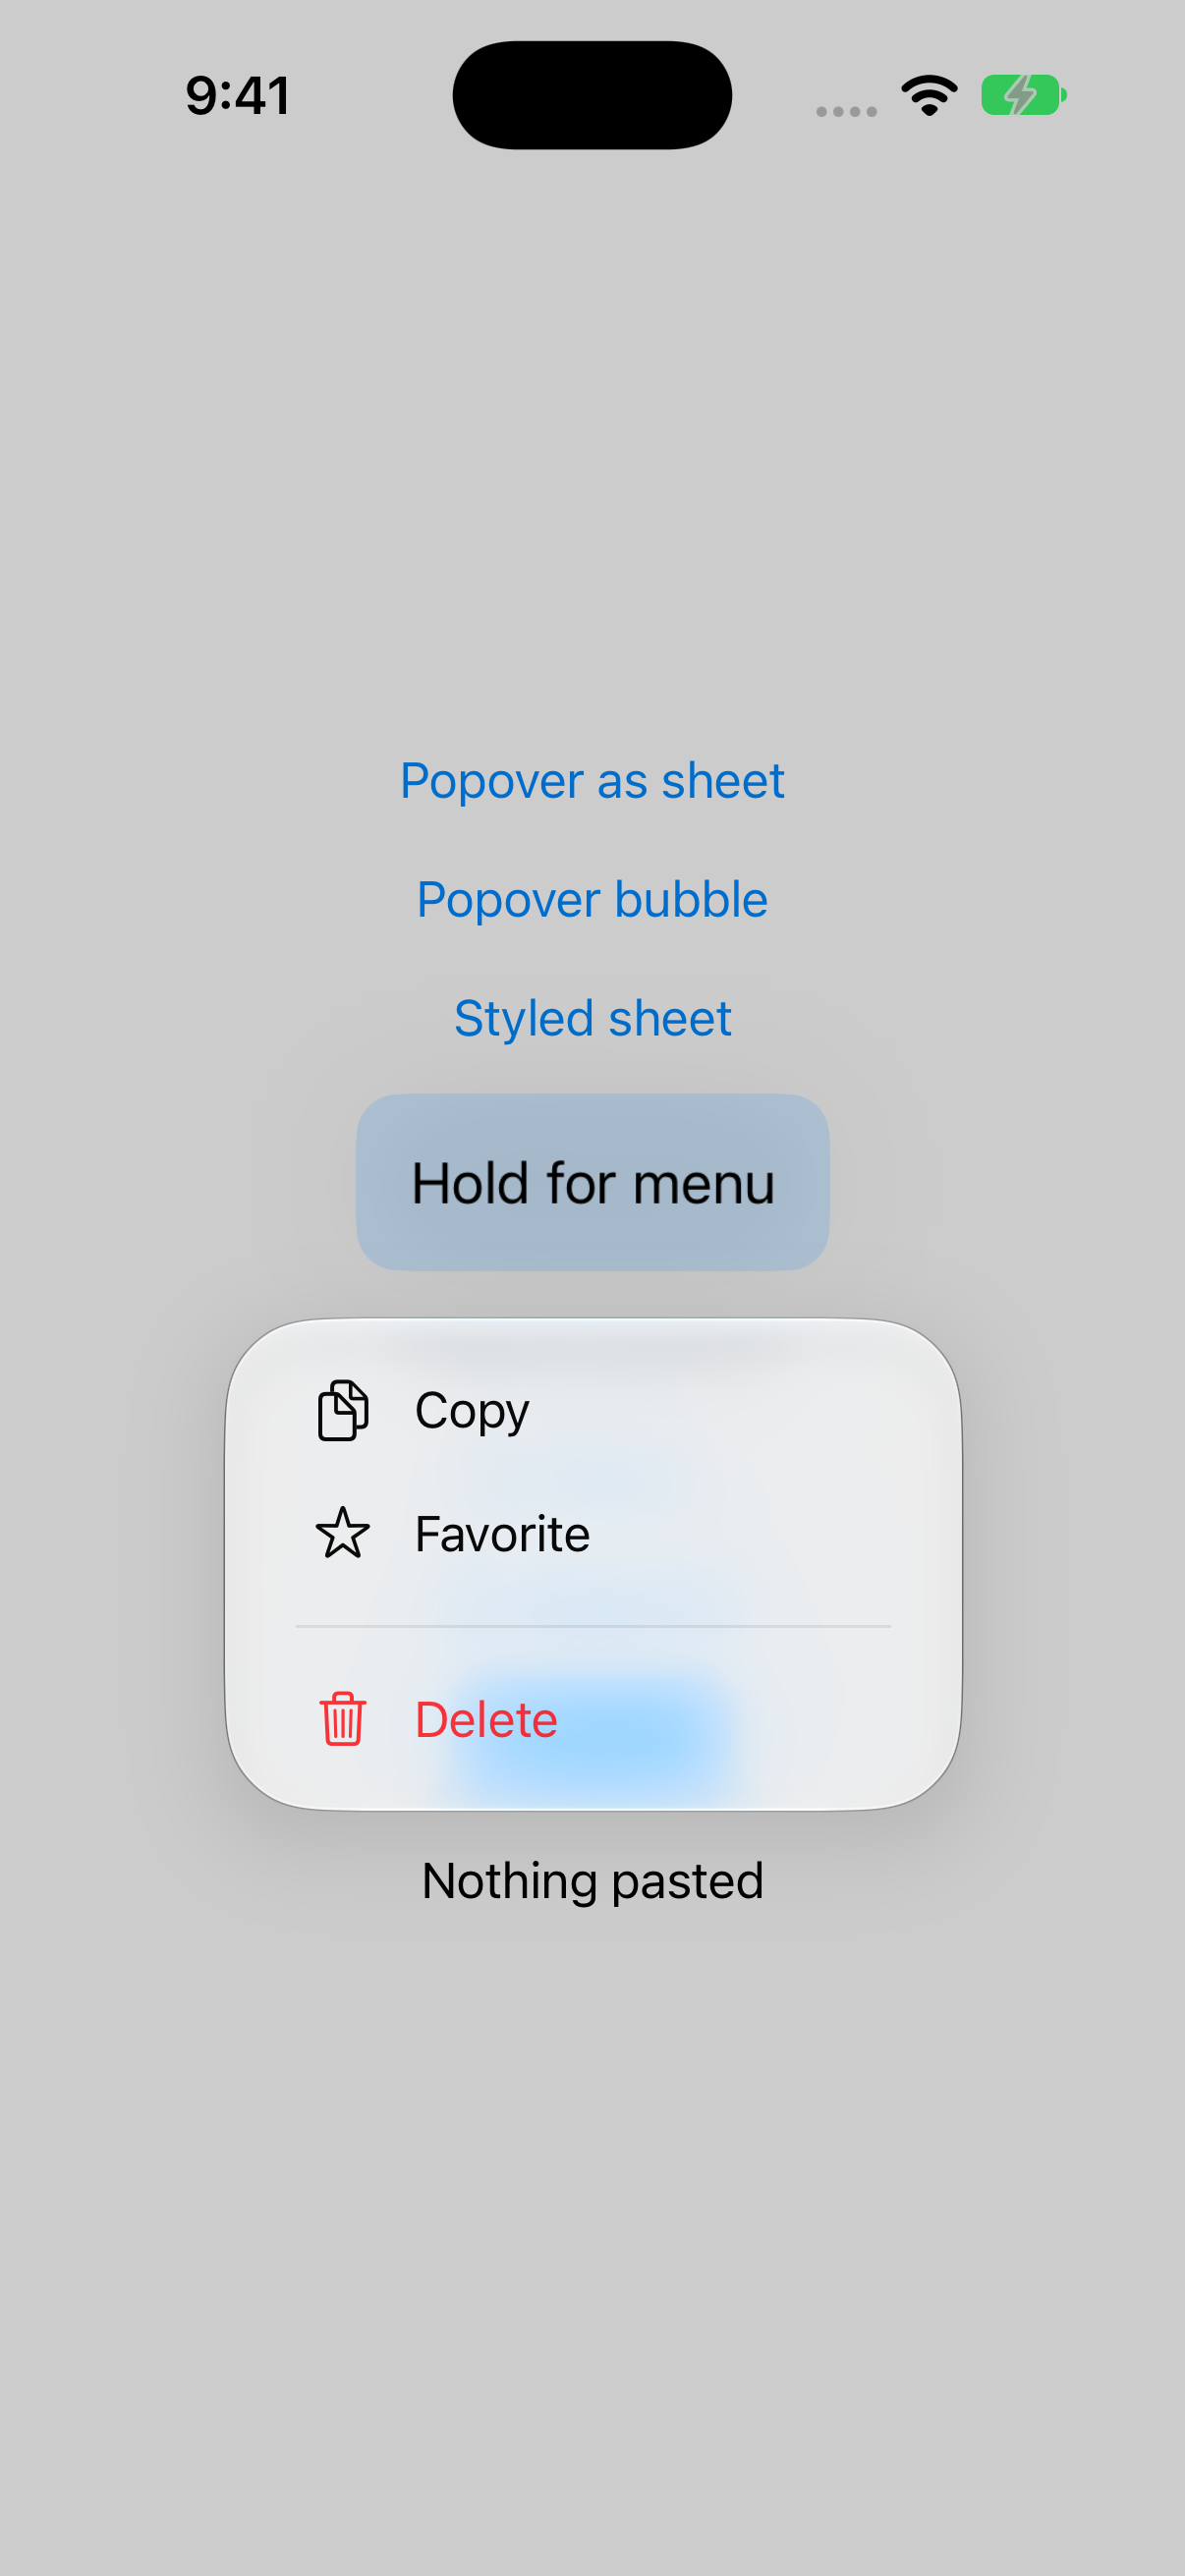 9:41
Popover as sheet
Popover bubble
Styled sheet
Hold for menu
Copy
Favorite
Delete
Nothing pasted